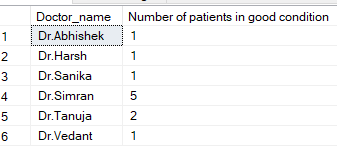 Doctor_name Number of patients in good condition
1 Dr.Abhishek 1
2 Dr.Harsh 1
3 Dr.Sanika 1
4 Dr.Simran 5
5 Dr.Tanuja 2
6 Dr.Vedant 1